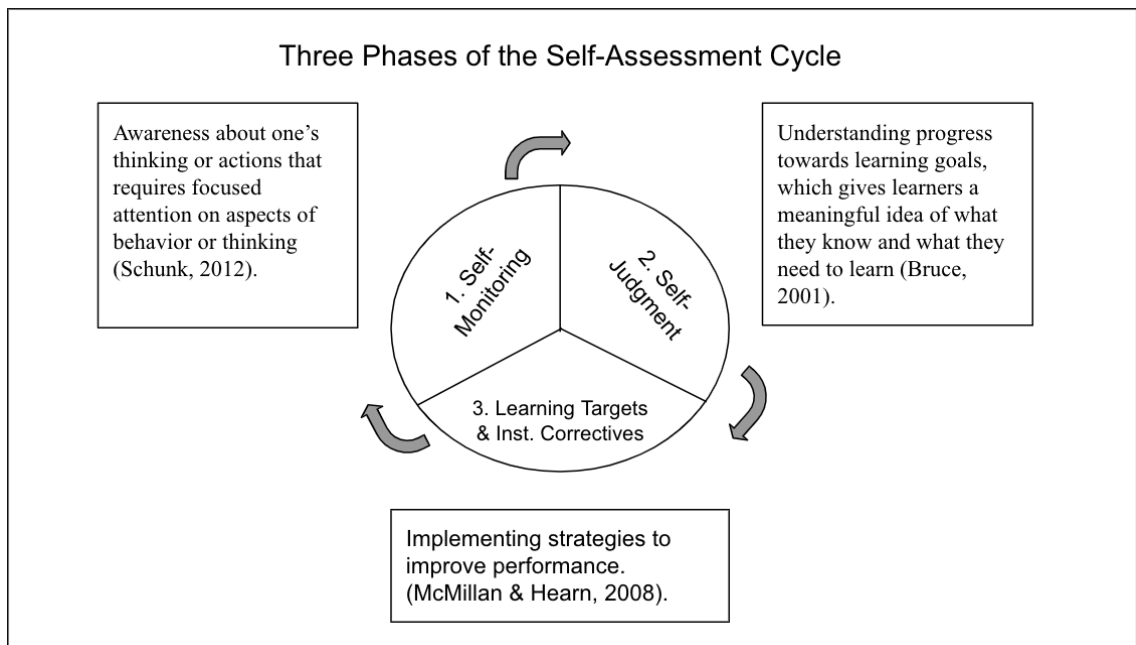 Three Phases of the Self-Assessment Cycle
Awareness about one’s
thinking or actions that
requires focused
attention on aspects of
behavior or thinking
(Schunk, 2012).
Understanding progress
towards learning goals,
which gives learners a
meaningful idea of what
they know and what they
need to learn (Bruce,
2001).
1. Self-
Monitoring
2. Self-
Judgment
3. Learning Targets
& Inst. Correctives
Implementing strategies to
improve performance.
(McMillan & Hearn, 2008).